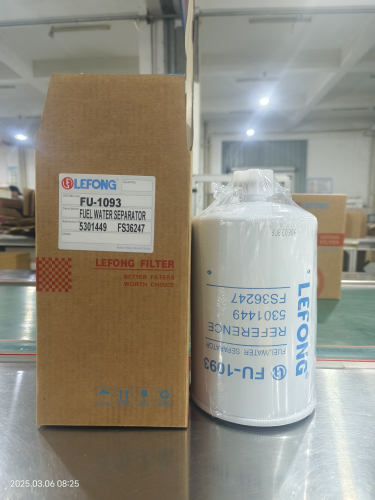 LEFONG
FU-1093
FUEL WATER SEPARATOR
5301449 FS36247
LEFONG FILTER
BETTER FILTERS
WORTH CHOICE
LEFONG
FU-1093
FUEL/WATER SEPARATOR
REFERENCE
5301449
FS36247
2025.03.06 08:25